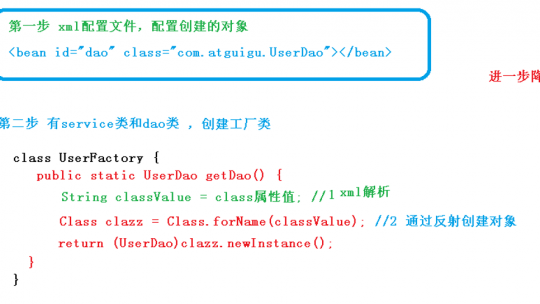 第一步 xml配置文件，配置创建的对象
<bean id="dao" class="com.atguigu.UserDao"></bean>
进一步降
第二步 有service类和dao类 ，创建工厂类
class UserFactory {
public static UserDao getDao() {
String classValue = class属性值; //1 xml解析
Class clazz = Class.forName(classValue); //2 通过反射创建对象
return (UserDao)clazz.newInstance();
}
}